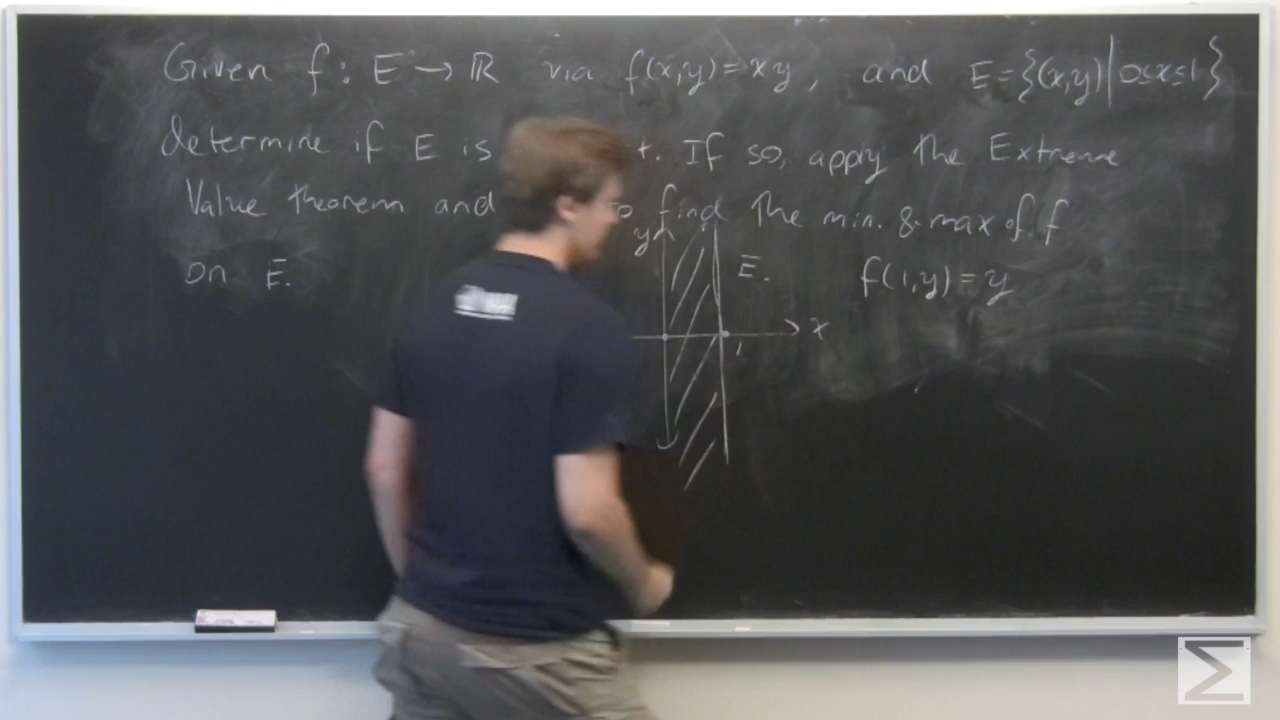 Given f : E → ℝ via f(x,y) = xy, and E = {(x,y) | 0≤x≤1}
determine if E is t. If so, apply the Extreme
Value theorem and to find the min. & max of f
on E.
y
E.
f(1,y) = y
x
1
Σ